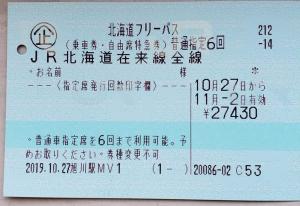 企 北海道フリーパス 212
(乗車券・自由席特急券)普通指定6回 -14
JR北海道在来線全線
*お名前 様 *
----<指定席発行回数印字欄>---- 10月27日から
11月-2日有効
¥27430
*普通車指定席を6回まで利用可能。予
めお取りください*券種変更不可
2019.10.27旭川駅MV1 (1- ) 20086-02 C53